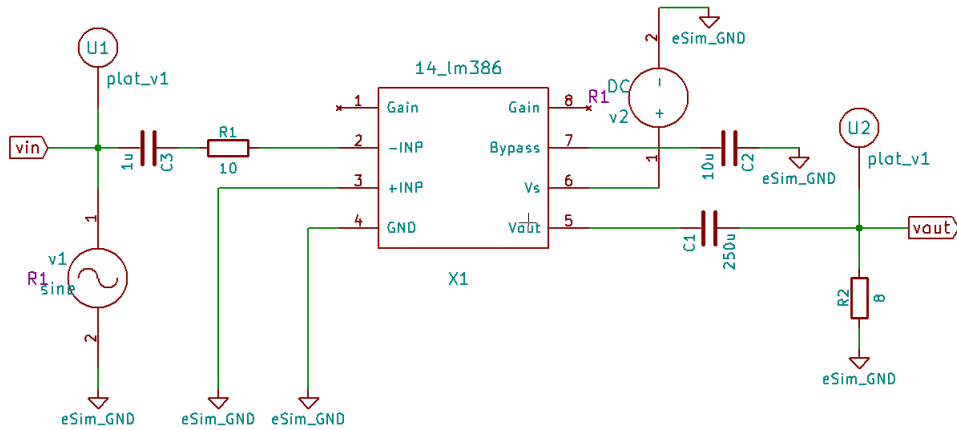 U1
plot_v1
vin
1u
C3
R1
10
1
2
v1
sine
R1
eSim_GND
eSim_GND
eSim_GND
14_lm386
1 Gain
2 -INP
3 +INP
4 GND
Gain 8
Bypass 7
Vs 6
Vout 5
X1
R1
DC
v2
-
+
2
1
eSim_GND
10u
C2
eSim_GND
C1
250u
U2
plot_v1
vout
R2
8
eSim_GND